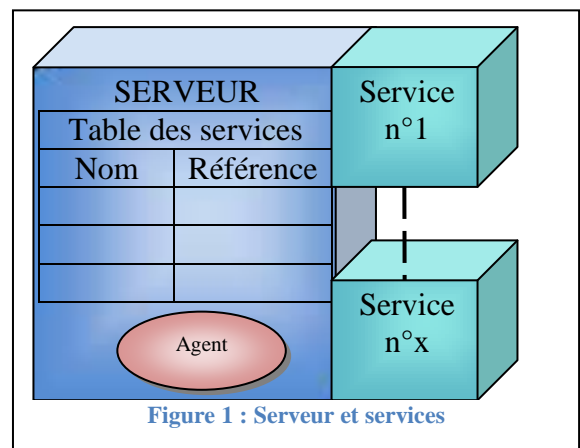 SERVEUR
Table des services
Nom Référence
Agent
Service
n°1
Service
n°x
Figure 1 : Serveur et services